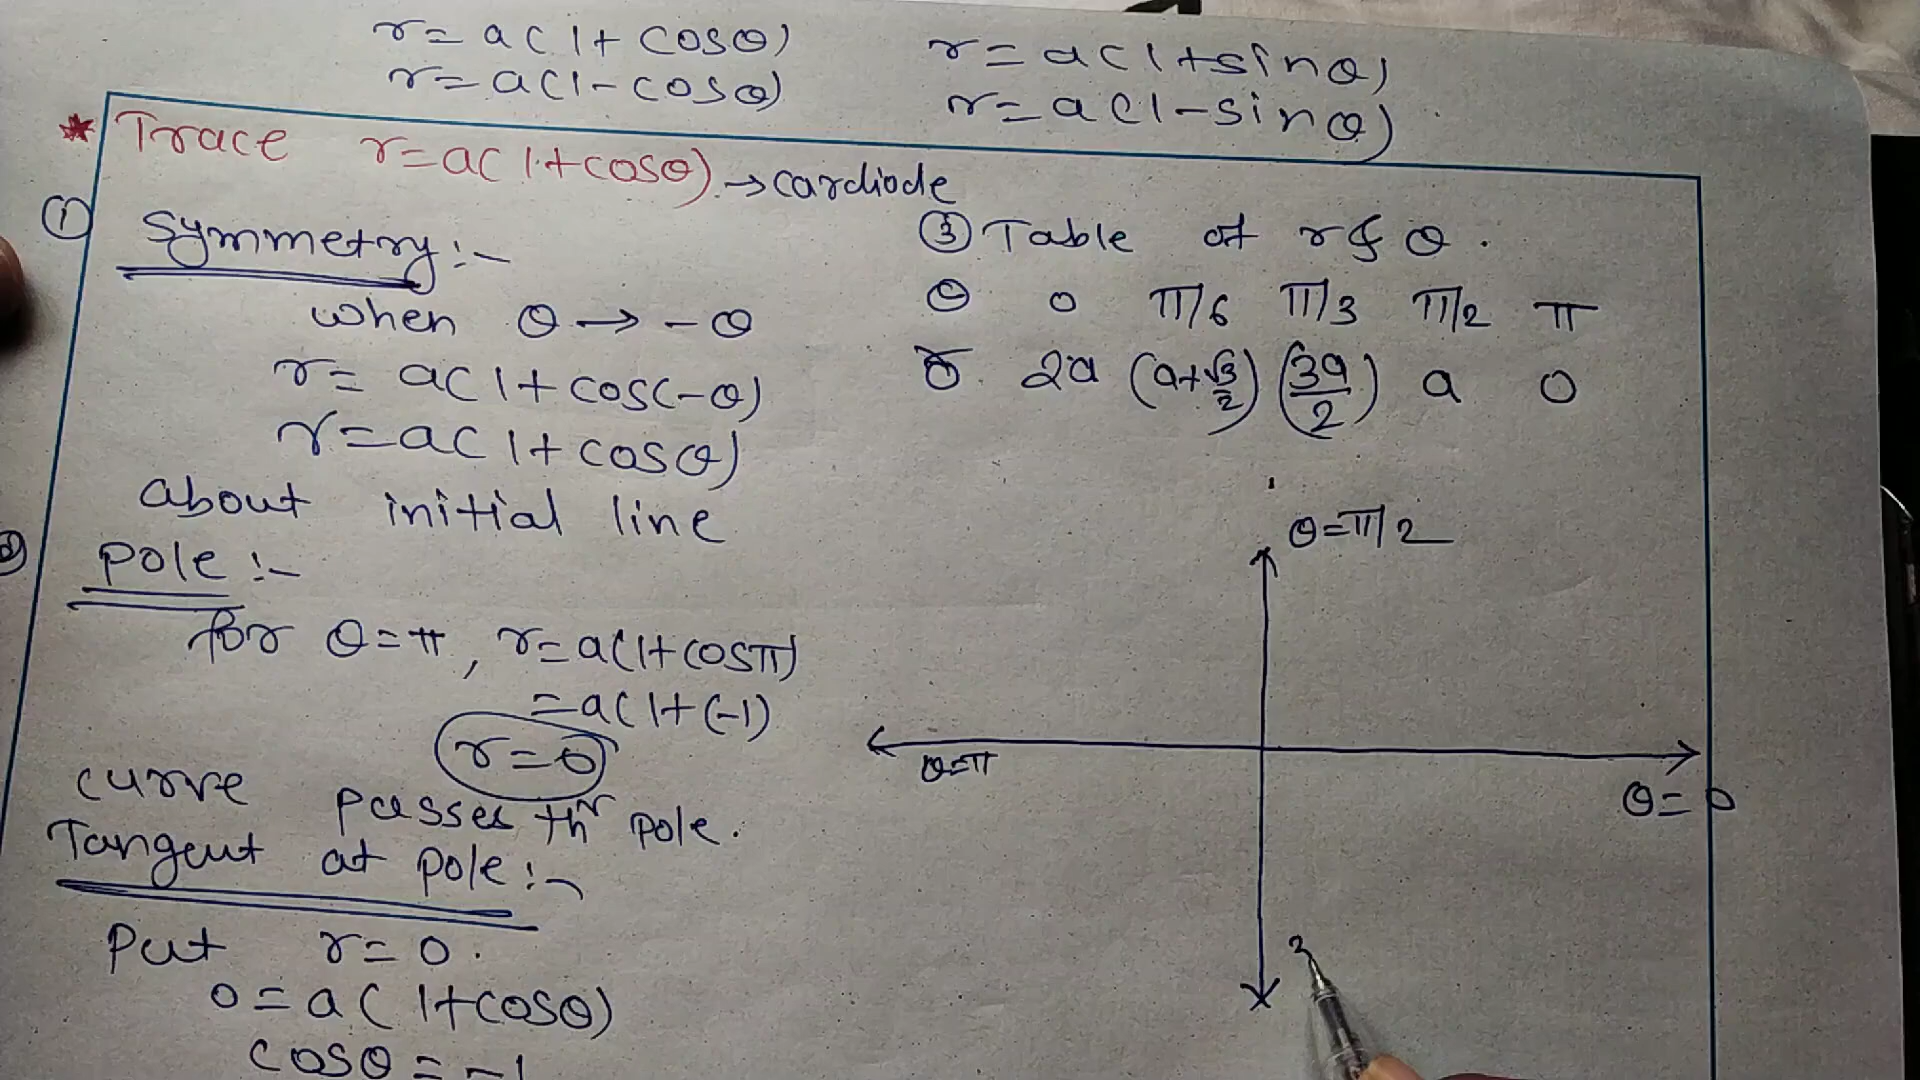 r = a(1+cosθ)
r = a(1-cosθ)
r = a(1+sinθ)
r = a(1-sinθ)
* Trace r=a(1+cosθ) → cardiode
① Symmetry:-
when θ → -θ
r = a(1+cos(-θ)
r = a(1+cosθ)
about initial line
② pole :-
for θ=π, r=a(1+cosπ)
=a(1+(-1)
r=0
curve passes thr pole.
Tangent at pole :-
Put r=0.
0 = a(1+cosθ)
cosθ = -1
③ Table of r & θ.
θ 0 π/6 π/3 π/2 π
r. 2a (a+√3/2) (3a/2) a 0
θ=π/2
θ=π
θ=0
3